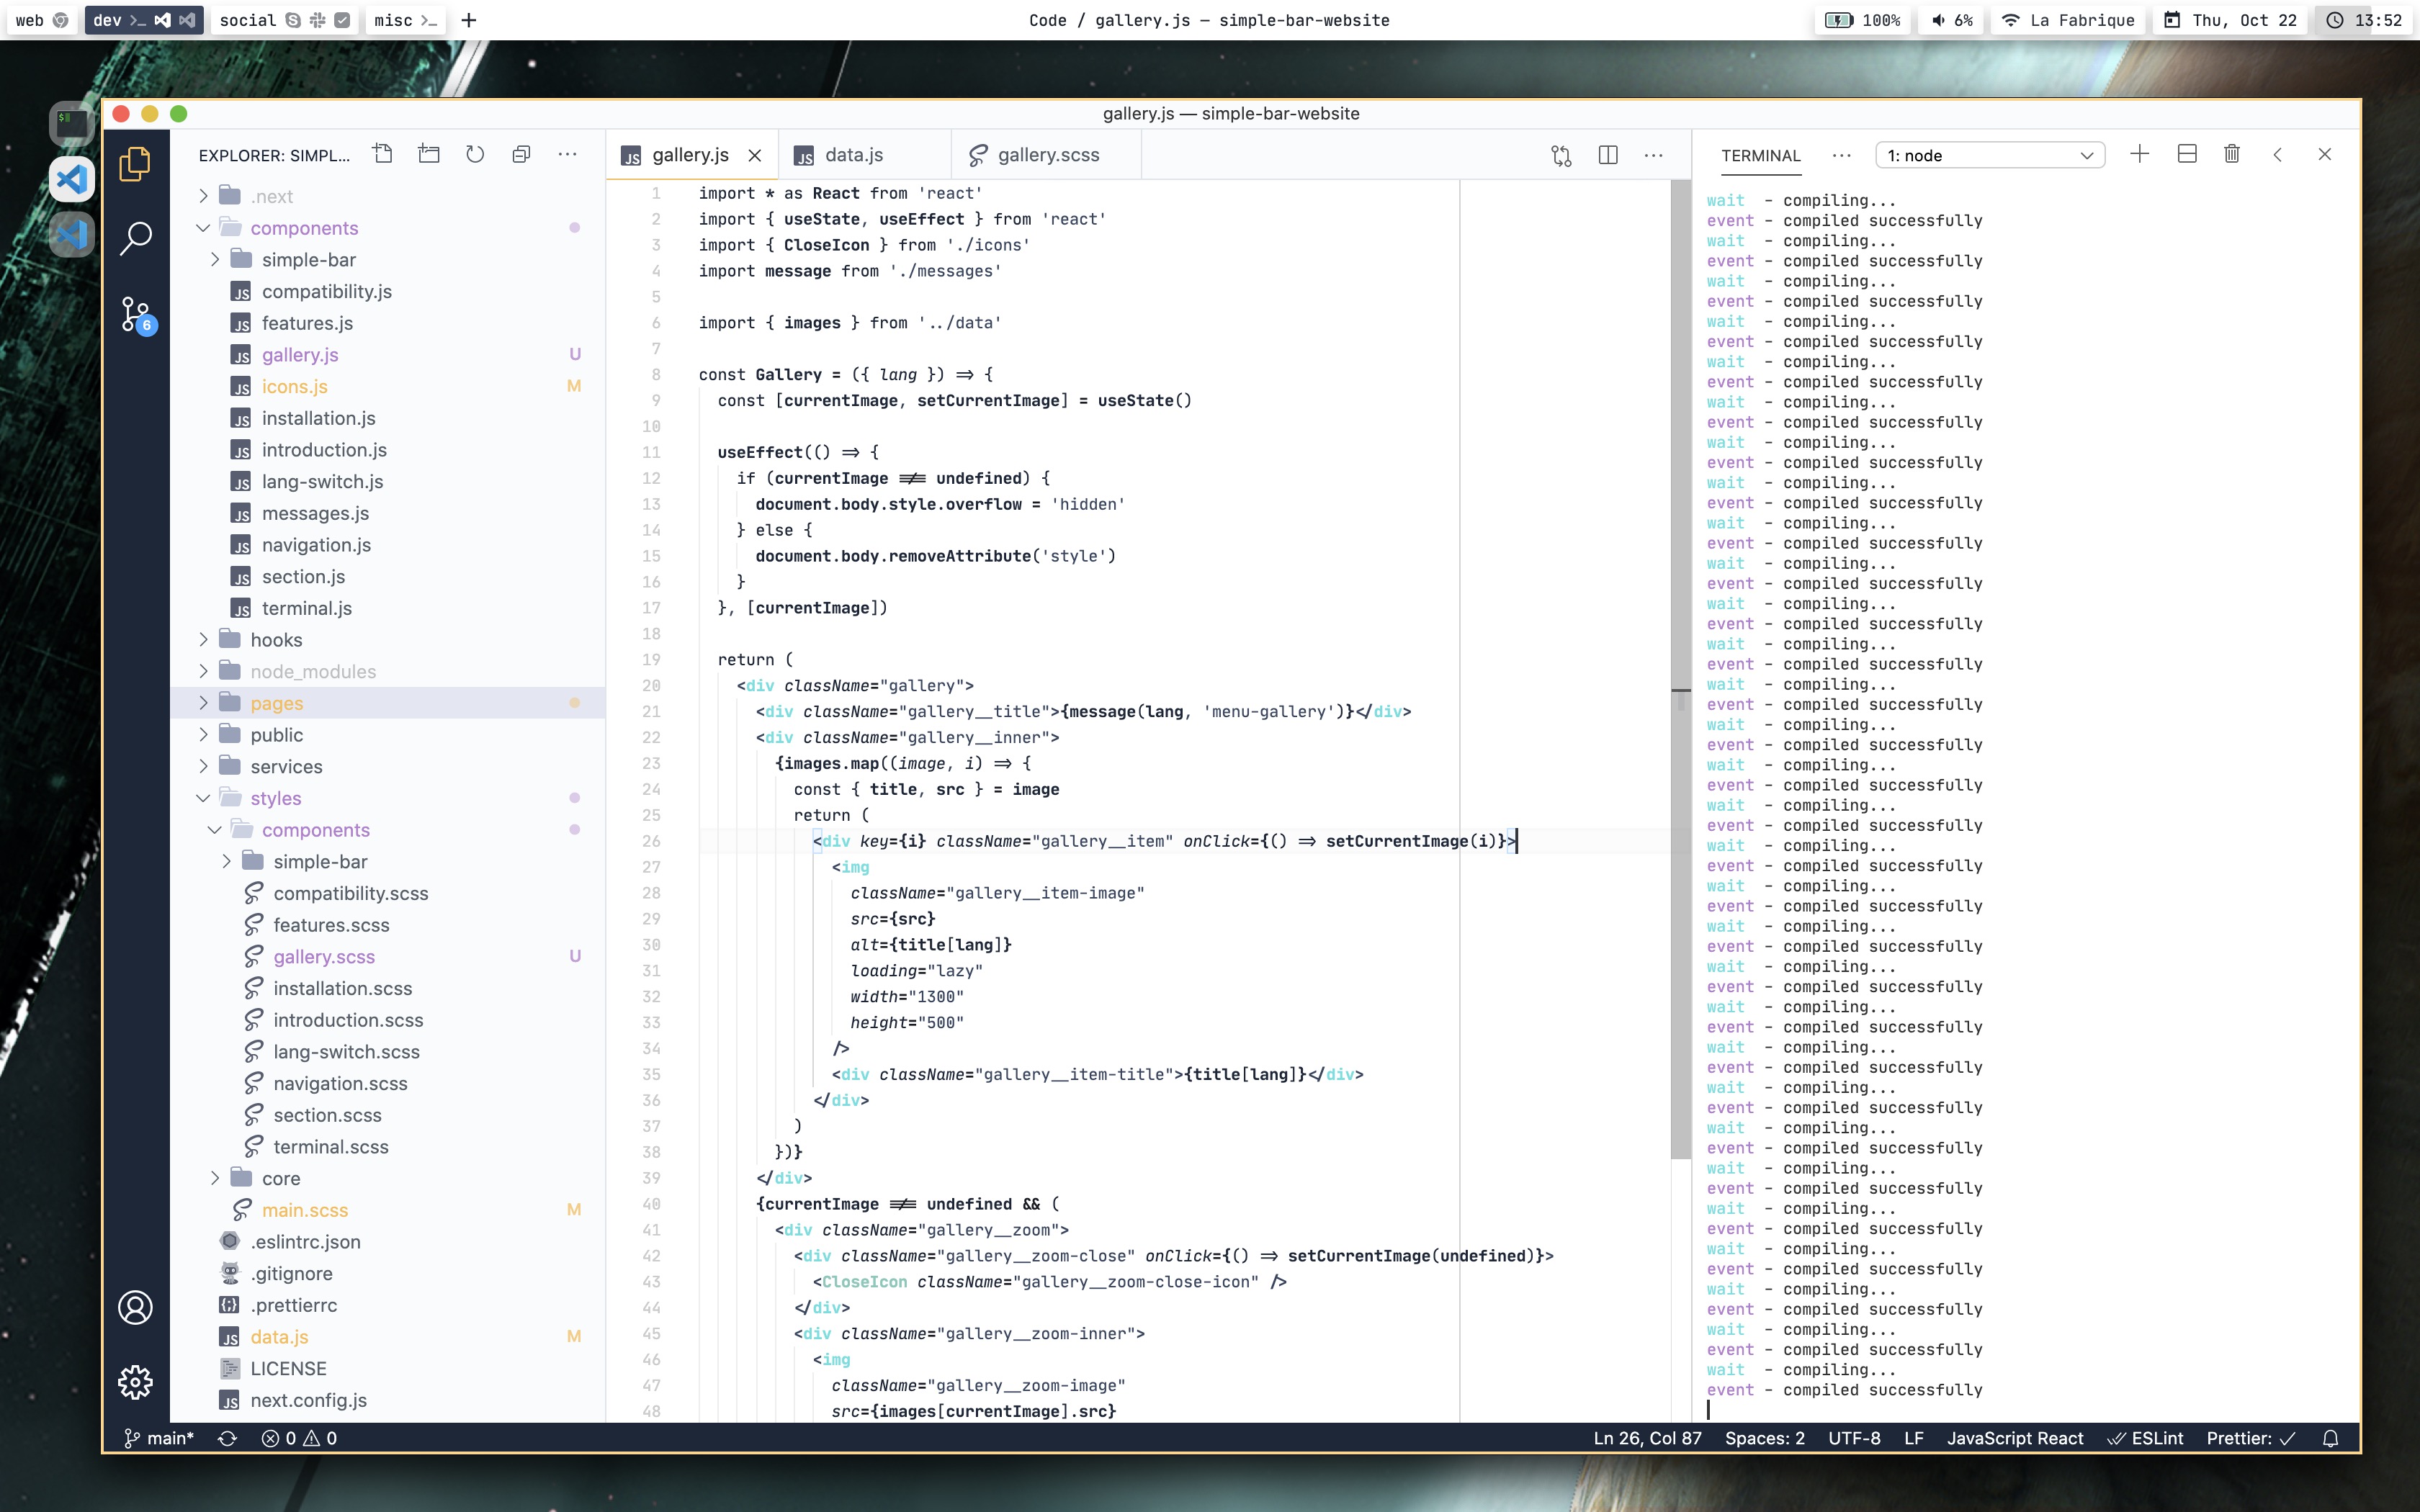 web
dev
social
misc
Code / gallery.js — simple-bar-website
100%
6%
La Fabrique
Thu, Oct 22
13:52
gallery.js — simple-bar-website
EXPLORER: SIMPL...
.next
components
simple-bar
JS compatibility.js
JS features.js
JS gallery.js U
JS icons.js M
JS installation.js
JS introduction.js
JS lang-switch.js
JS messages.js
JS navigation.js
JS section.js
JS terminal.js
hooks
node_modules
pages
public
services
styles
components
simple-bar
compatibility.scss
features.scss
gallery.scss U
installation.scss
introduction.scss
lang-switch.scss
navigation.scss
section.scss
terminal.scss
core
main.scss M
.eslintrc.json
.gitignore
.prettierrc
JS data.js M
LICENSE
JS next.config.js
6
JS gallery.js
JS data.js
gallery.scss
1 import * as React from 'react'
2 import { useState, useEffect } from 'react'
3 import { CloseIcon } from './icons'
4 import message from './messages'
5
6 import { images } from '../data'
7
8 const Gallery = ({ lang }) => {
9 const [currentImage, setCurrentImage] = useState()
10
11 useEffect(() => {
12 if (currentImage !== undefined) {
13 document.body.style.overflow = 'hidden'
14 } else {
15 document.body.removeAttribute('style')
16 }
17 }, [currentImage])
18
19 return (
20 <div className="gallery">
21 <div className="gallery__title">{message(lang, 'menu-gallery')}</div>
22 <div className="gallery__inner">
23 {images.map((image, i) => {
24 const { title, src } = image
25 return (
26 <div key={i} className="gallery__item" onClick={() => setCurrentImage(i)}>
27 <img
28 className="gallery__item-image"
29 src={src}
30 alt={title[lang]}
31 loading="lazy"
32 width="1300"
33 height="500"
34 />
35 <div className="gallery__item-title">{title[lang]}</div>
36 </div>
37 )
38 })}
39 </div>
40 {currentImage !== undefined && (
41 <div className="gallery__zoom">
42 <div className="gallery__zoom-close" onClick={() => setCurrentImage(undefined)}>
43 <CloseIcon className="gallery__zoom-close-icon" />
44 </div>
45 <div className="gallery__zoom-inner">
46 <img
47 className="gallery__zoom-image"
48 src={images[currentImage].src}
TERMINAL
1: node
wait - compiling...
event - compiled successfully
wait - compiling...
event - compiled successfully
wait - compiling...
event - compiled successfully
wait - compiling...
event - compiled successfully
wait - compiling...
event - compiled successfully
wait - compiling...
event - compiled successfully
wait - compiling...
event - compiled successfully
wait - compiling...
event - compiled successfully
wait - compiling...
event - compiled successfully
wait - compiling...
event - compiled successfully
wait - compiling...
event - compiled successfully
wait - compiling...
event - compiled successfully
wait - compiling...
event - compiled successfully
wait - compiling...
event - compiled successfully
wait - compiling...
event - compiled successfully
wait - compiling...
event - compiled successfully
wait - compiling...
event - compiled successfully
wait - compiling...
event - compiled successfully
wait - compiling...
event - compiled successfully
wait - compiling...
event - compiled successfully
wait - compiling...
event - compiled successfully
wait - compiling...
event - compiled successfully
wait - compiling...
event - compiled successfully
wait - compiling...
event - compiled successfully
wait - compiling...
event - compiled successfully
wait - compiling...
event - compiled successfully
wait - compiling...
event - compiled successfully
wait - compiling...
event - compiled successfully
wait - compiling...
event - compiled successfully
wait - compiling...
event - compiled successfully
main*
0
0
Ln 26, Col 87
Spaces: 2
UTF-8
LF
JavaScript React
ESLint
Prettier: